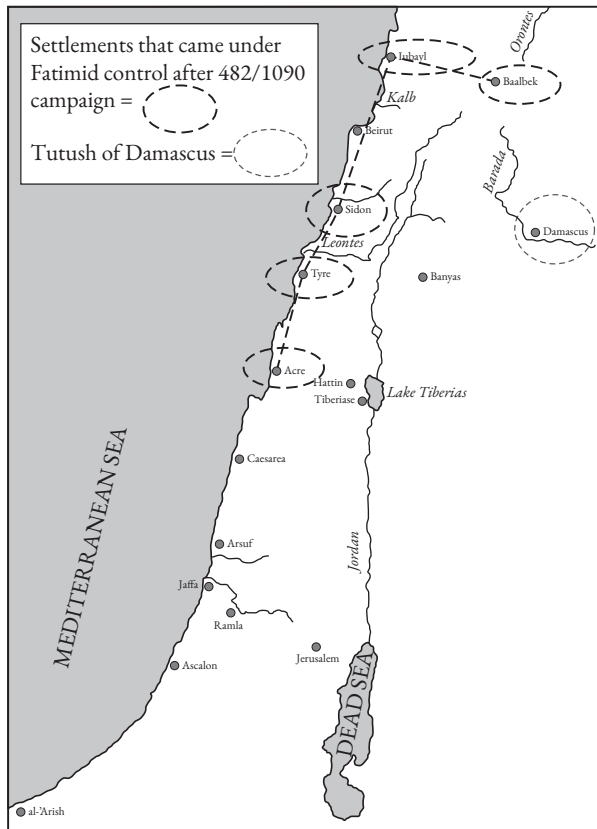 Settlements that came under
Fatimid control after 482/1090
campaign =
Tutush of Damascus =
Orontes
Iubayl
Baalbek
Kalb
Beirut
Barada
Sidon
Damascus
Leontes
Tyre
Banyas
Acre
Hattin
Tiberiase
Lake Tiberias
Caesarea
MEDITERRANEAN SEA
Arsuf
Jordan
Jaffa
Ramla
Jerusalem
Ascalon
DEAD SEA
al-'Arish